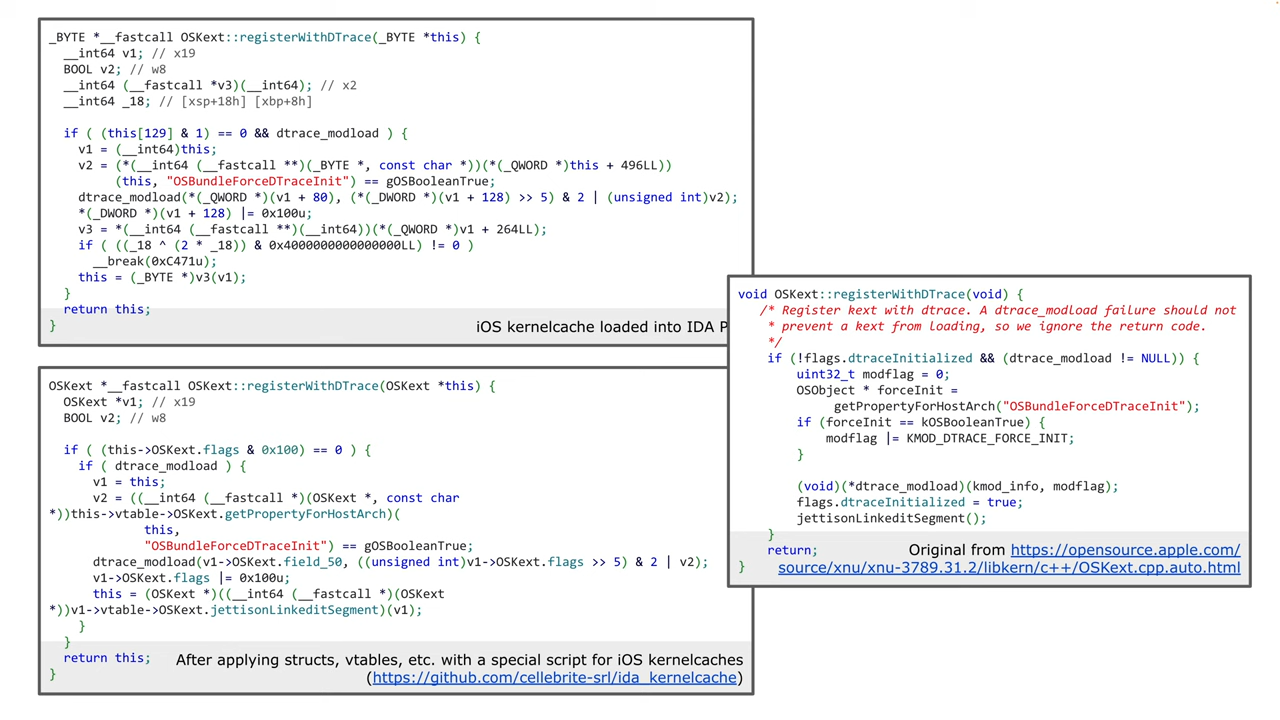 _BYTE *__fastcall OSKext::registerWithDTrace(_BYTE *this) {
__int64 v1; // x19
BOOL v2; // w8
__int64 (__fastcall *v3)(__int64); // x2
__int64 _18; // [xsp+18h] [xbp+8h]
if ( (this[129] & 1) == 0 && dtrace_modload ) {
v1 = (__int64)this;
v2 = (*(__int64 (__fastcall **)(_BYTE *, const char *))(*(_QWORD *)this + 496LL))
(this, "OSBundleForceDTraceInit") == gOSBooleanTrue;
dtrace_modload(*(_QWORD *)(v1 + 80), (*(_DWORD *)(v1 + 128) >> 5) & 2 | (unsigned int)v2);
*(_DWORD *)(v1 + 128) |= 0x100u;
v3 = *(__int64 (__fastcall **)(__int64))(*(_QWORD *)v1 + 264LL);
if ( ((_18 ^ (2 * _18)) & 0x4000000000000000LL) != 0 )
__break(0xC471u);
this = (_BYTE *)v3(v1);
}
return this;
}
iOS kernelcache loaded into IDA P
OSKext *__fastcall OSKext::registerWithDTrace(OSKext *this) {
OSKext *v1; // x19
BOOL v2; // w8
if ( (this->OSKext.flags & 0x100) == 0 ) {
if ( dtrace_modload ) {
v1 = this;
v2 = ((__int64 (__fastcall *)(OSKext *, const char
*))this->vtable->OSKext.getPropertyForHostArch)(
this,
"OSBundleForceDTraceInit") == gOSBooleanTrue;
dtrace_modload(v1->OSKext.field_50, ((unsigned int)v1->OSKext.flags >> 5) & 2 | v2);
v1->OSKext.flags |= 0x100u;
this = (OSKext *)((__int64 (__fastcall *)(OSKext
*))v1->vtable->OSKext.jettisonLinkeditSegment)(v1);
}
}
return this;
}
After applying structs, vtables, etc. with a special script for iOS kernelcaches
(https://github.com/cellebrite-srl/ida_kernelcache)
void OSKext::registerWithDTrace(void) {
/* Register kext with dtrace. A dtrace_modload failure should not
* prevent a kext from loading, so we ignore the return code.
*/
if (!flags.dtraceInitialized && (dtrace_modload != NULL)) {
uint32_t modflag = 0;
OSObject * forceInit =
getPropertyForHostArch("OSBundleForceDTraceInit");
if (forceInit == kOSBooleanTrue) {
modflag |= KMOD_DTRACE_FORCE_INIT;
}
(void)(*dtrace_modload)(kmod_info, modflag);
flags.dtraceInitialized = true;
jettisonLinkeditSegment();
}
return;
}
Original from https://opensource.apple.com/
source/xnu/xnu-3789.31.2/libkern/c++/OSKext.cpp.auto.html